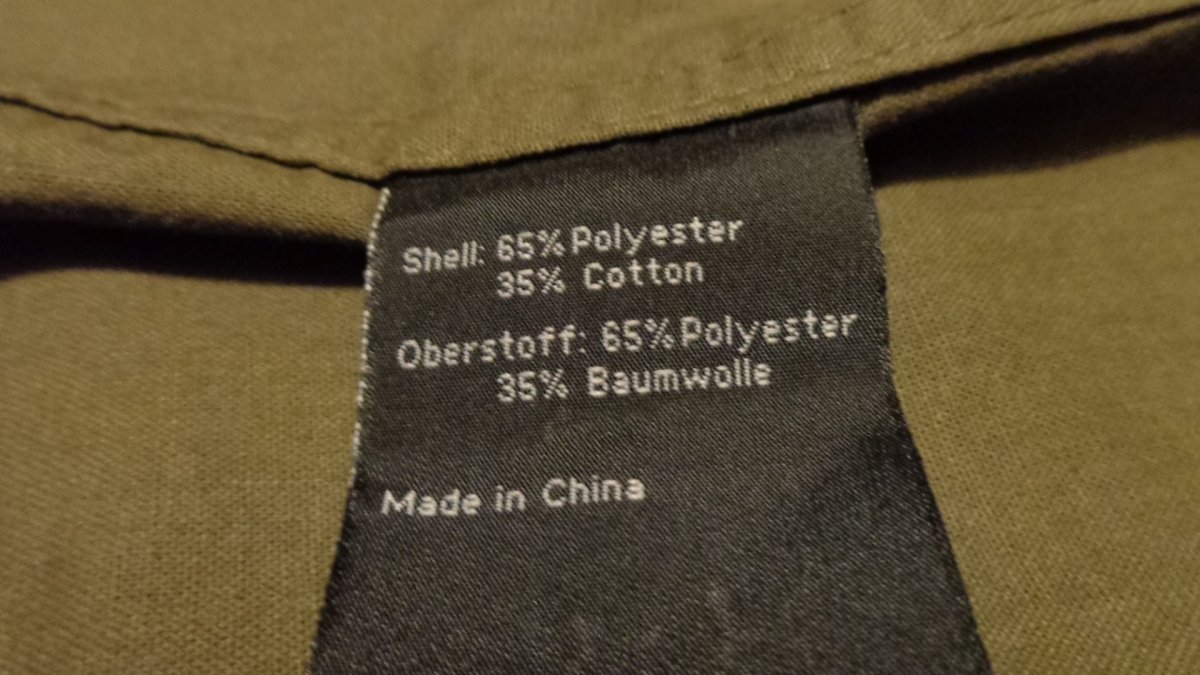 Shell: 65% Polyester
35% Cotton
Oberstoff: 65% Polyester
35% Baumwolle
Made in China